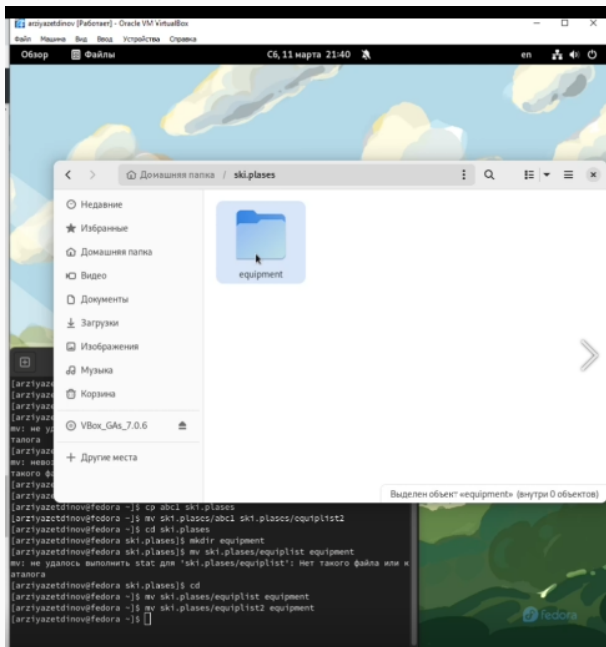 arziyazetdinov [Работает] - Oracle VM VirtualBox
Файл Машина Вид Ввод Устройства Справка
Обзор Файлы Сб, 11 марта 21:40 en
Домашняя папка / ski.plases
Недавние
Избранные
Домашняя папка
Видео
Документы
Загрузки
Изображения
Музыка
Корзина
VBox_GAs_7.0.6
Другие места
equipment
Выделен объект «equipment» (внутри 0 объектов)
[arziyaze
[arziyaze
[arziyaze
[arziyaze
mv: не уд
талога
[arziyaze
mv: невоз
такого фа
[arziyaze
[arziyaze
[arziyazetdinov@fedora ~]$ cp abc1 ski.plases
[arziyazetdinov@fedora ~]$ mv ski.plases/abc1 ski.plases/equiplist2
[arziyazetdinov@fedora ~]$ cd ski.plases
[arziyazetdinov@fedora ski.plases]$ mkdir equipment
[arziyazetdinov@fedora ski.plases]$ mv ski.plases/equiplist equipment
mv: не удалось выполнить stat для 'ski.plases/equiplist': Нет такого файла или к
аталога
[arziyazetdinov@fedora ski.plases]$ cd
[arziyazetdinov@fedora ~]$ mv ski.plases/equiplist equipment
[arziyazetdinov@fedora ~]$ mv ski.plases/equiplist2 equipment
[arziyazetdinov@fedora ~]$
fedora